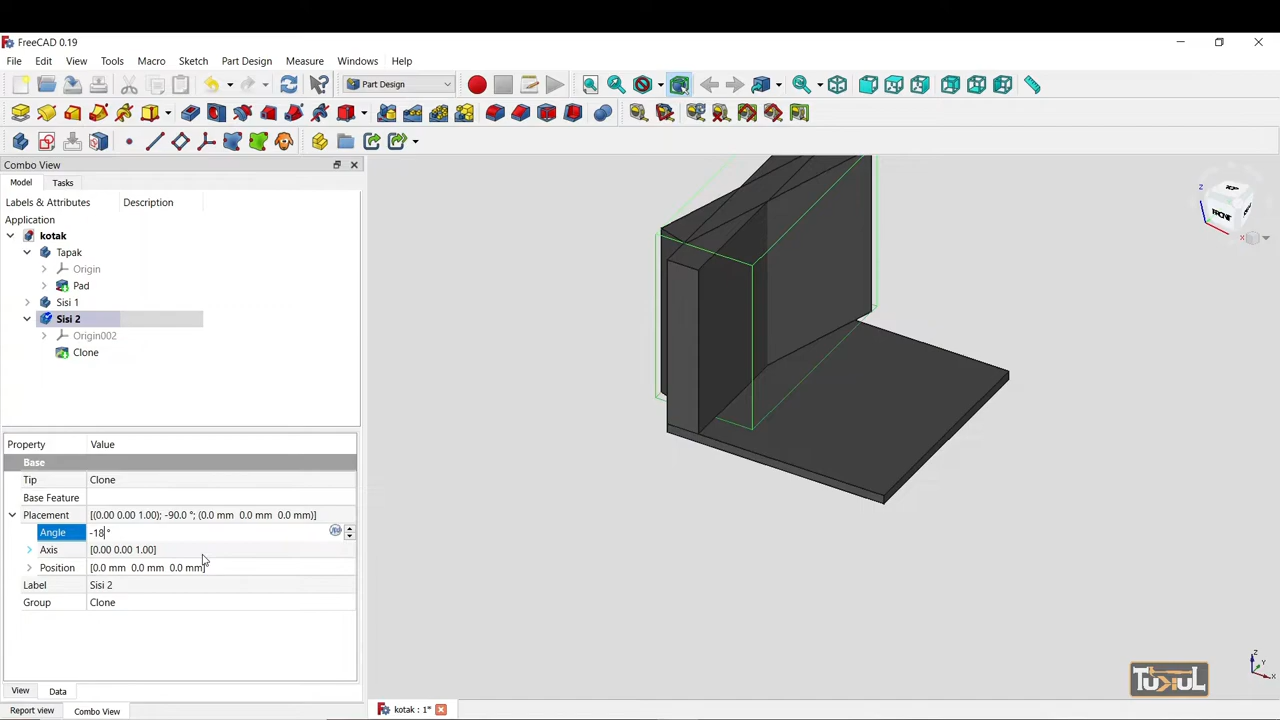 FreeCAD 0.19
File Edit View Tools Macro Sketch Part Design Measure Windows Help
Part Design
Combo View
Model Tasks
Labels & Attributes Description
Application
kotak
Tapak
Origin
Pad
Sisi 1
Sisi 2
Origin002
Clone
Property Value
Base
Tip Clone
Base Feature
Placement [(0.00 0.00 1.00); -90.0 °; (0.0 mm 0.0 mm 0.0 mm)]
Angle -18 °
Axis [0.00 0.00 1.00]
Position [0.0 mm 0.0 mm 0.0 mm]
Label Sisi 2
Group Clone
View Data
Report view Combo View
kotak : 1*
TOP
FRONT
Z
X
Z
Y
X
TUKUL